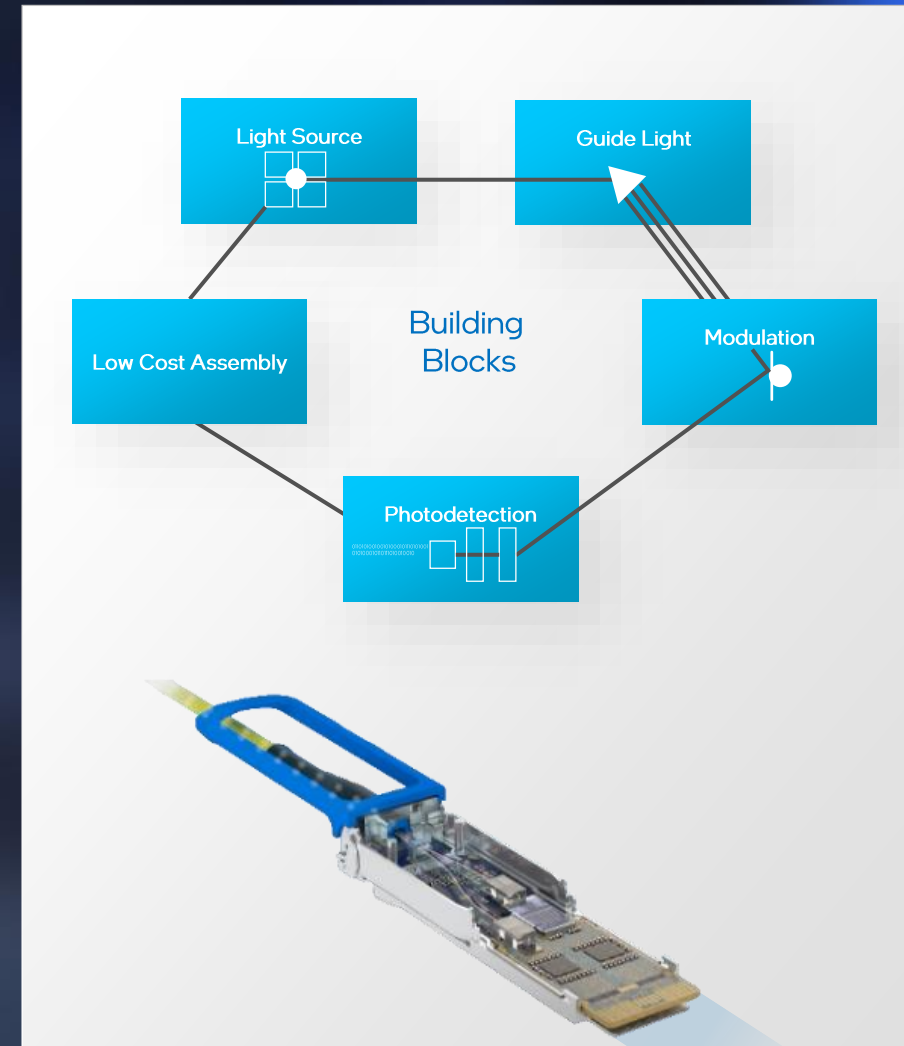 Light Source
Guide Light
Building
Blocks
Modulation
Low Cost Assembly
Photodetection